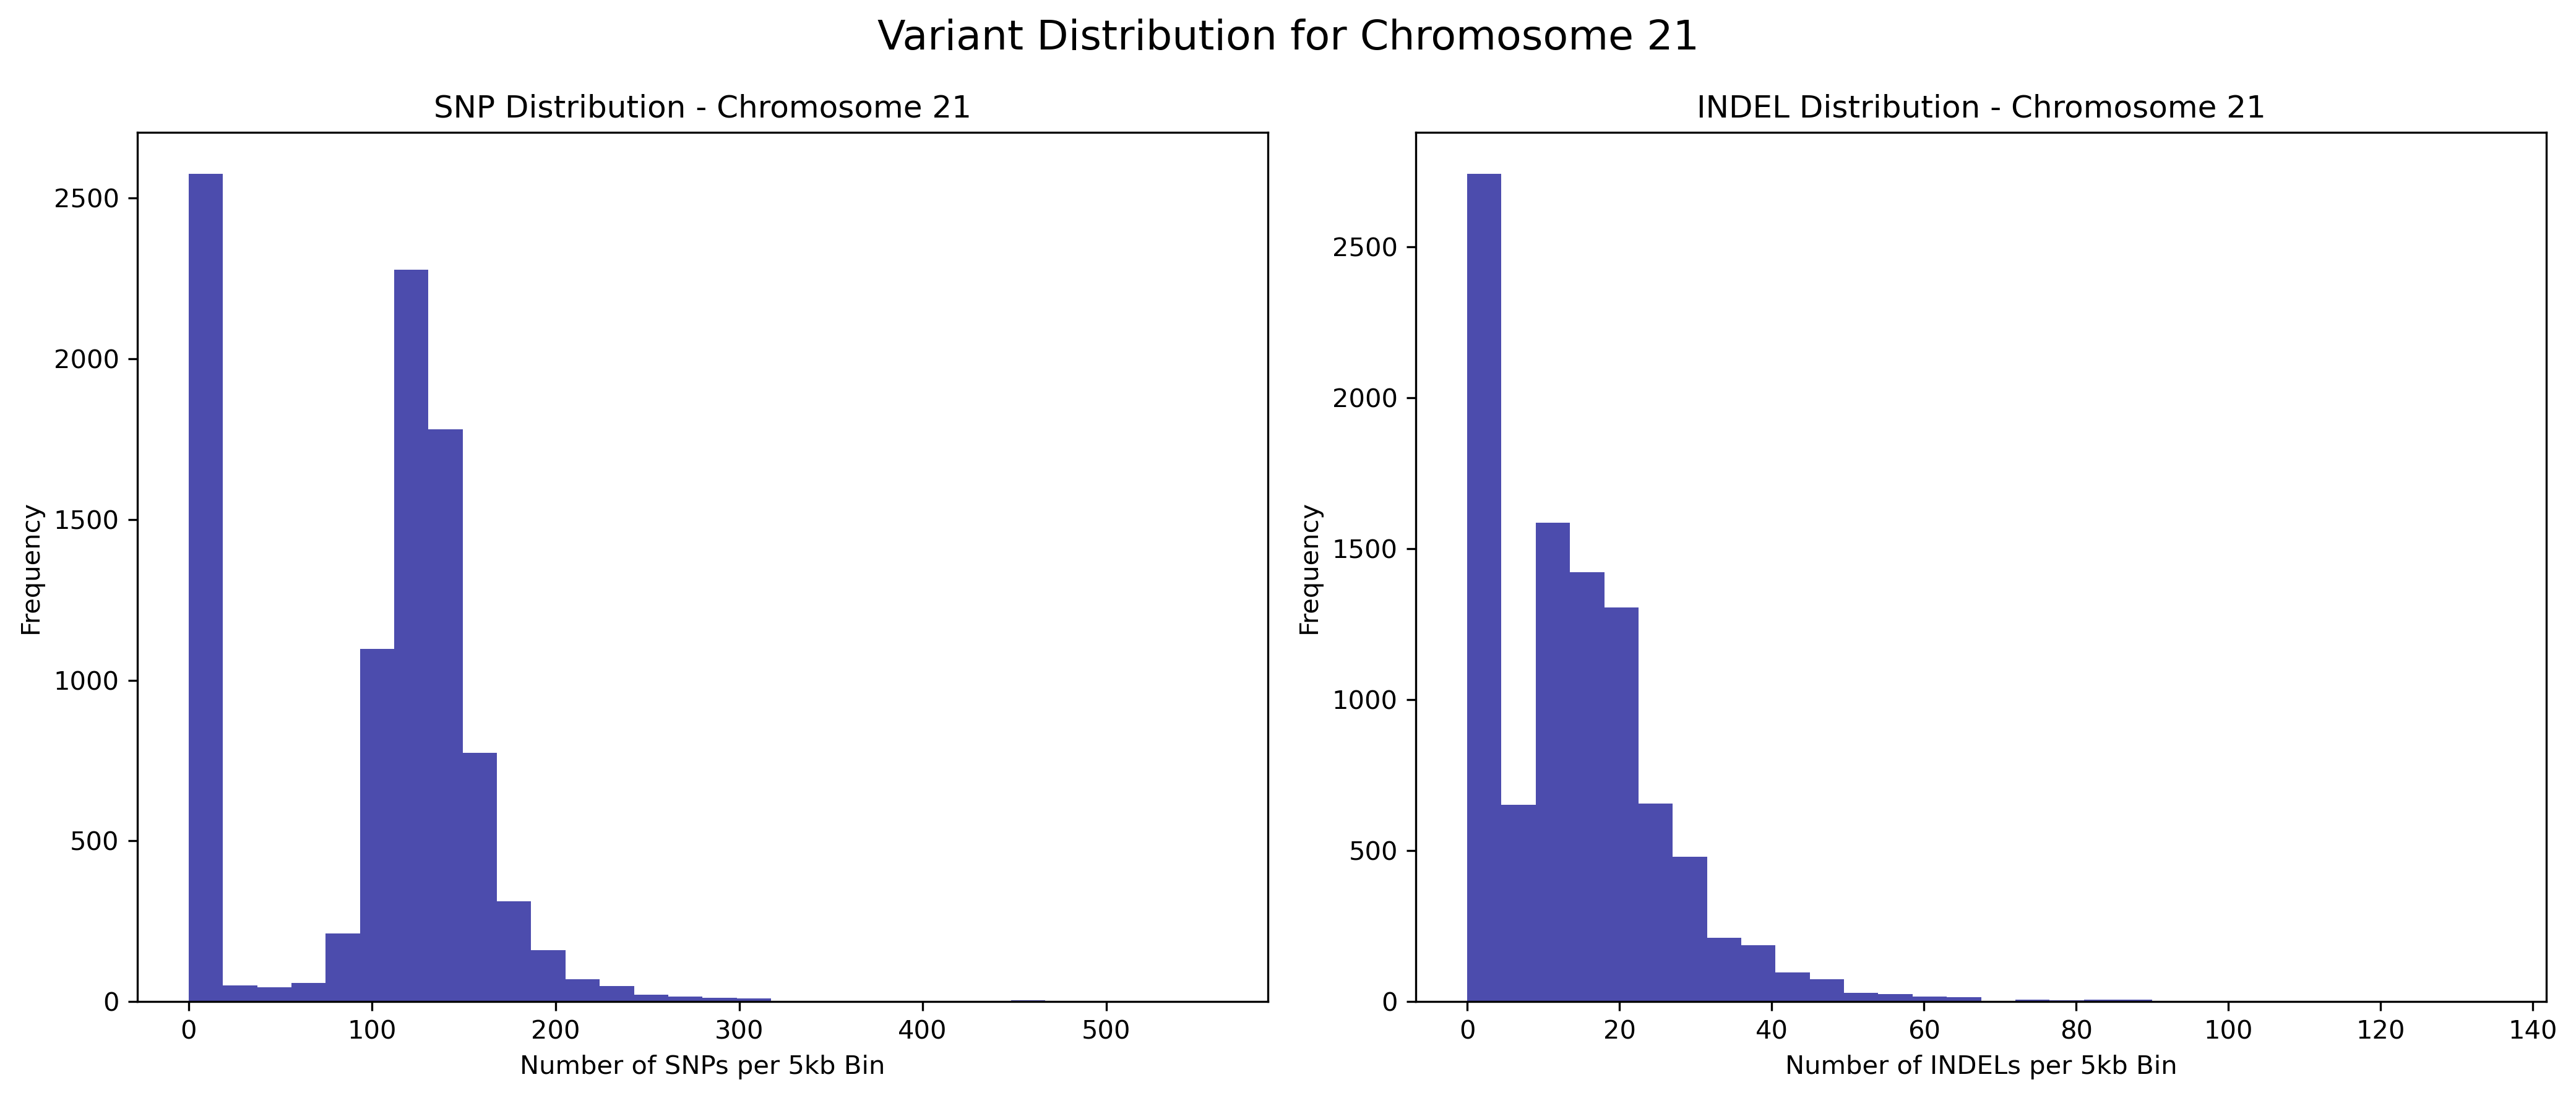 Variant Distribution for Chromosome 21
SNP Distribution - Chromosome 21
Frequency
2500
2000
1500
1000
500
0
0 100 200 300 400 500
Number of SNPs per 5kb Bin
INDEL Distribution - Chromosome 21
Frequency
2500
2000
1500
1000
500
0
0 20 40 60 80 100 120 140
Number of INDELs per 5kb Bin